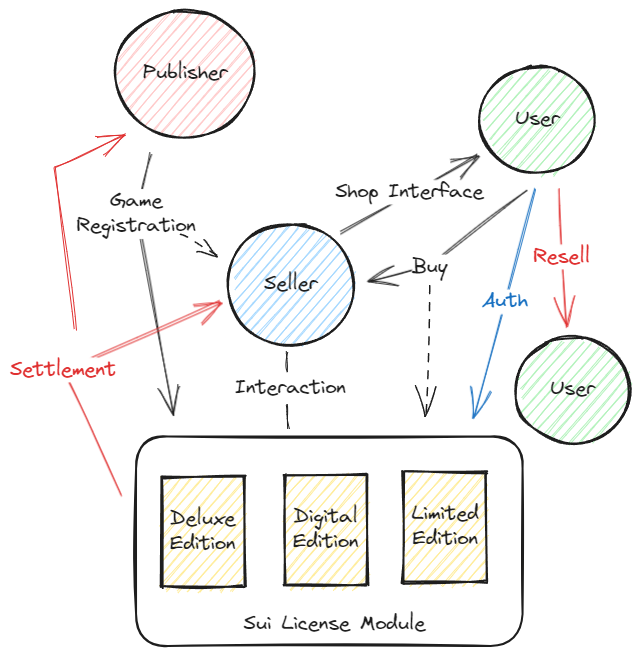 Publisher
User
Game
Registration
Shop Interface
Seller
Buy
Resell
Auth
Settlement
Interaction
User
Deluxe
Edition
Digital
Edition
Limited
Edition
Sui License Module